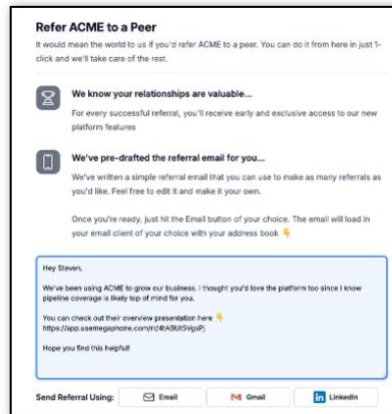 Refer ACME to a Peer
It would mean the world to us if you'd refer ACME to a peer. You can do it from here in just 1-
click and we'll take care of the rest.
We know your relationships are valuable...
For every successful referral, you'll receive early and exclusive access to our new
platform features
We've pre-drafted the referral email for you...
We've written a simple referral email that you can use to make as many referrals as
you'd like. Feel free to edit it and make it your own.
Once you're ready, just hit the Email button of your choice. The email will load in
your email client of your choice with your address book 👇
Hey Steven,
We've been using ACME to grow our business. I thought you'd love the platform too since I know
pipeline coverage is likely top of mind for you.
You can check out their overview presentation here 👇
Hope you find this helpful!
Send Referral Using: Email Gmail LinkedIn